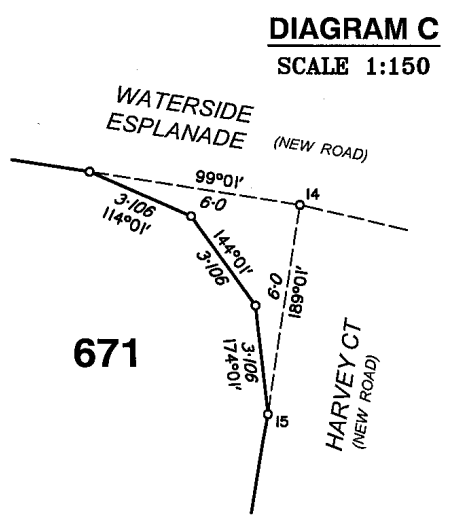 DIAGRAM C
SCALE 1:150
WATERSIDE
ESPLANADE
(NEW ROAD)
99°01'
6·0
14
3·106
114°01'
144°01'
3·106
6·0
189°01'
671
3·106
174°01'
15
HARVEY CT
(NEW ROAD)